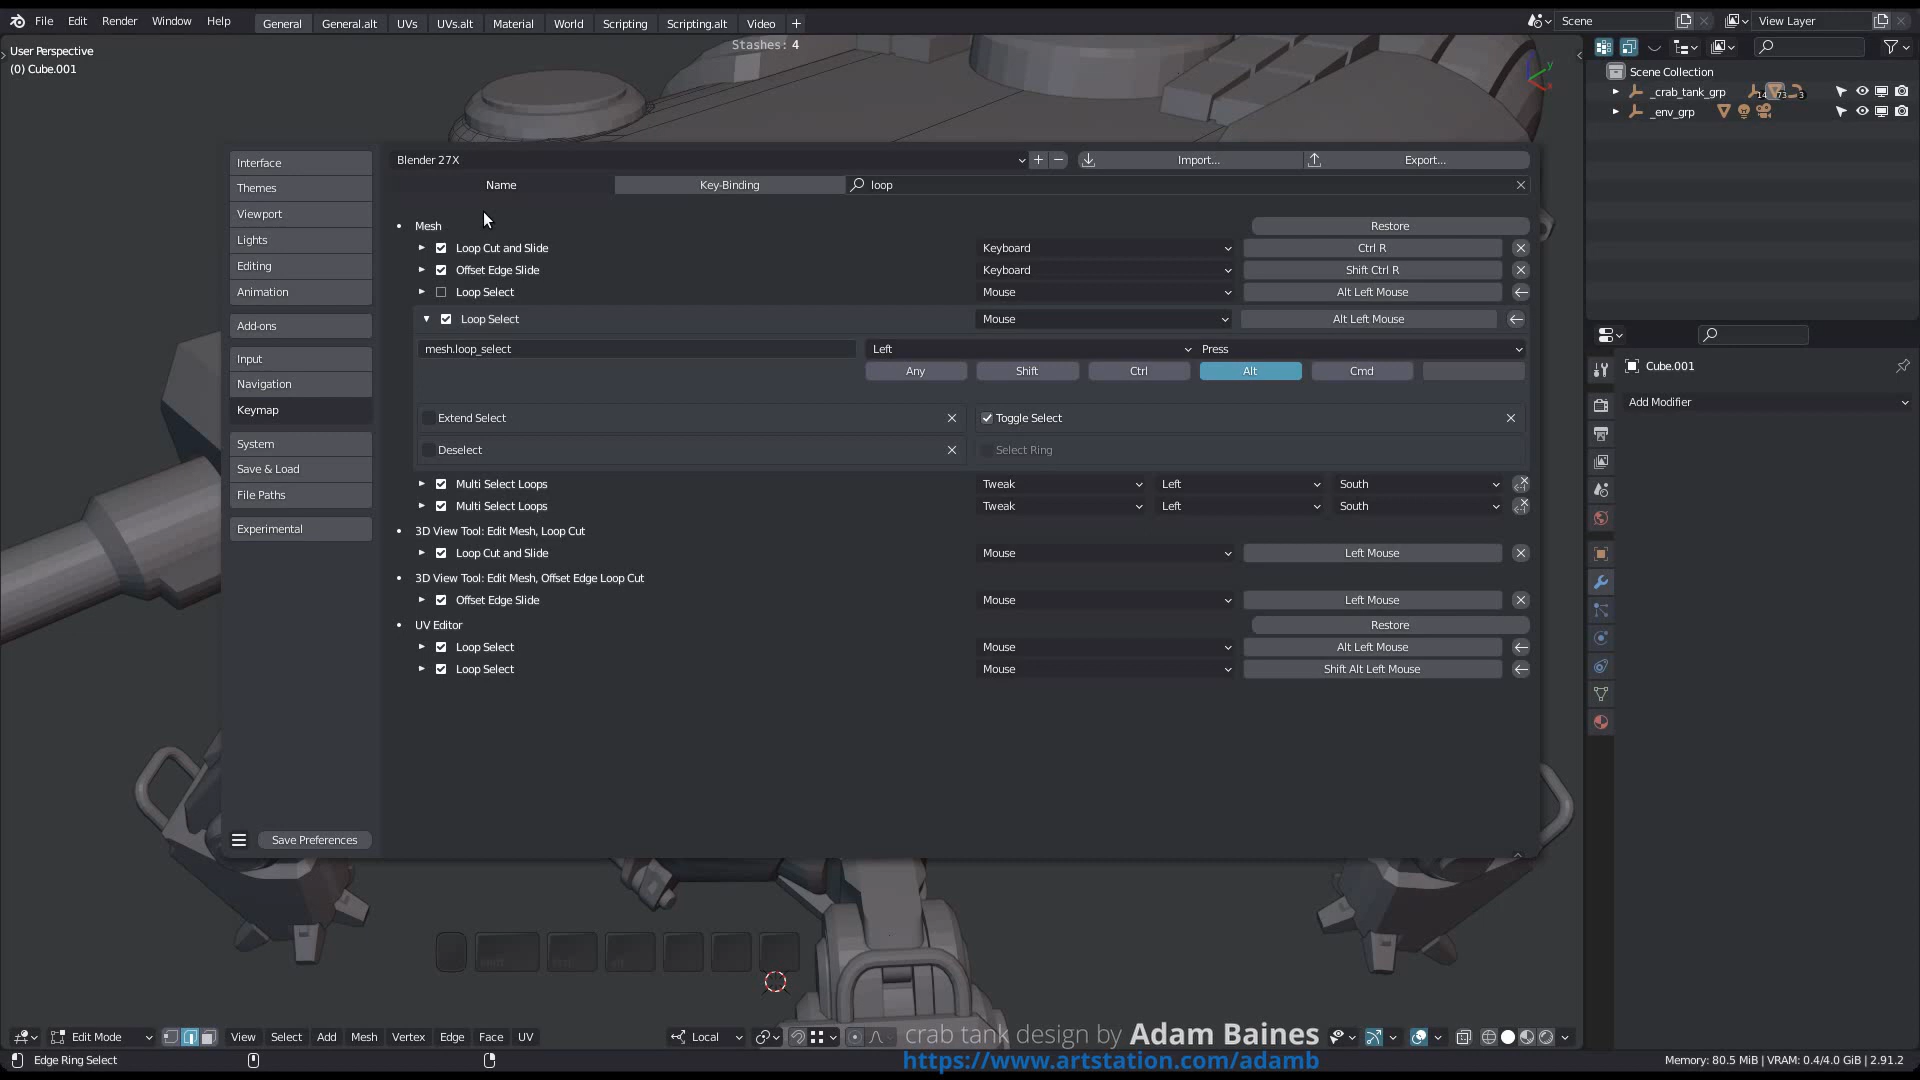 File Edit Render Window Help General General.alt UVs UVs.alt Material World Scripting Scripting.alt Video + Scene View Layer
User Perspective
Stashes: 4
(0) Cube.001
Scene Collection
_crab_tank_grp 14 73 3
_env_grp
Interface
Themes
Viewport
Lights
Editing
Animation
Add-ons
Input
Navigation
Keymap
System
Save & Load
File Paths
Experimental
Save Preferences
Blender 27X Import... Export...
Name Key-Binding loop
Mesh Restore
Loop Cut and Slide Keyboard Ctrl R
Offset Edge Slide Keyboard Shift Ctrl R
Loop Select Mouse Alt Left Mouse
Loop Select Mouse Alt Left Mouse
mesh.loop_select Left Press
Any Shift Ctrl Alt Cmd
Extend Select Toggle Select
Deselect Select Ring
Multi Select Loops Tweak Left South
Multi Select Loops Tweak Left South
3D View Tool: Edit Mesh, Loop Cut
Loop Cut and Slide Mouse Left Mouse
3D View Tool: Edit Mesh, Offset Edge Loop Cut
Offset Edge Slide Mouse Left Mouse
UV Editor Restore
Loop Select Mouse Alt Left Mouse
Loop Select Mouse Shift Alt Left Mouse
Cube.001
Add Modifier
Edit Mode View Select Add Mesh Vertex Edge Face UV Local
crab tank design by Adam Baines
https://www.artstation.com/adamb
Edge Ring Select
Memory: 80.5 MiB | VRAM: 0.4/4.0 GiB | 2.91.2